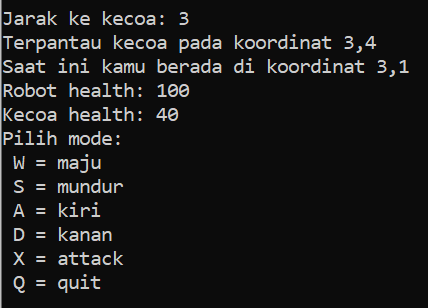 Jarak ke kecoa: 3
Terpantau kecoa pada koordinat 3,4
Saat ini kamu berada di koordinat 3,1
Robot health: 100
Kecoa health: 40
Pilih mode:
W = maju
S = mundur
A = kiri
D = kanan
X = attack
Q = quit